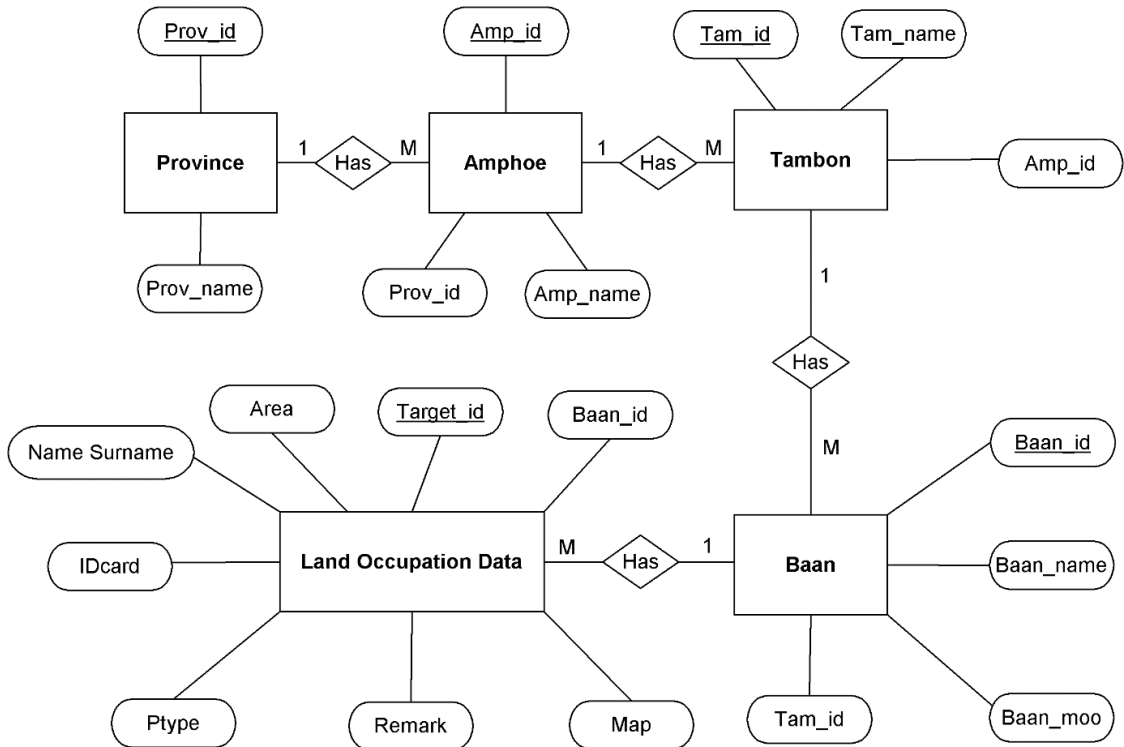 Prov_id
Amp_id
Tam_id
Tam_name
Province
1
Has
M
Amphoe
1
Has
M
Tambon
Amp_id
Prov_name
Prov_id
Amp_name
1
Has
M
Area
Target_id
Baan_id
Name Surname
Baan_id
IDcard
Land Occupation Data
M
Has
1
Baan
Baan_name
Ptype
Remark
Map
Tam_id
Baan_moo